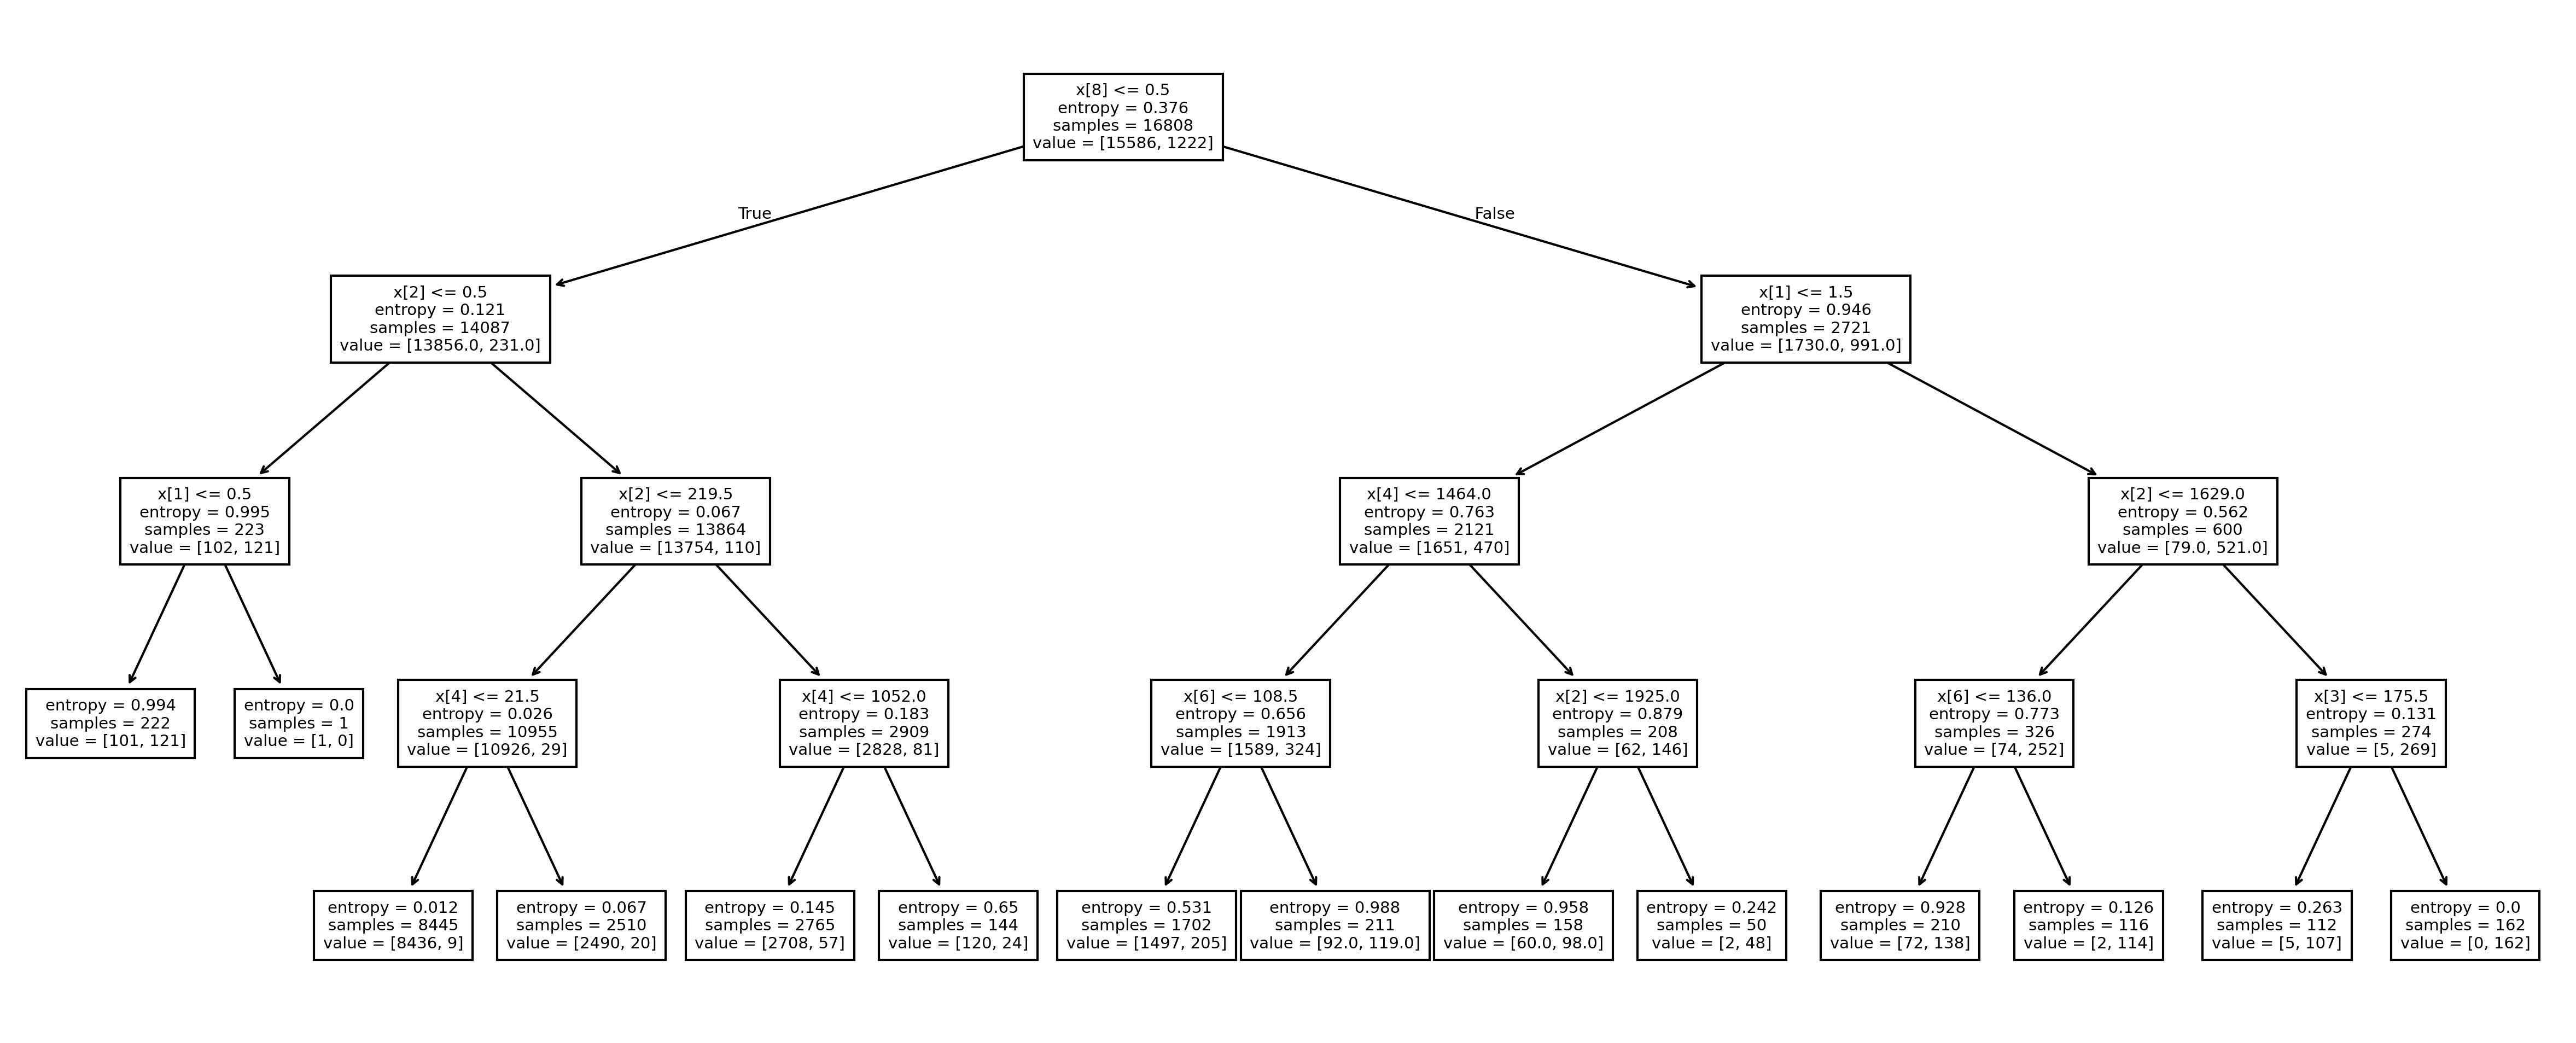 x[8] <= 0.5
entropy = 0.376
samples = 16808
value = [15586, 1222]
True
False
x[2] <= 0.5
entropy = 0.121
samples = 14087
value = [13856.0, 231.0]
x[1] <= 1.5
entropy = 0.946
samples = 2721
value = [1730.0, 991.0]
x[1] <= 0.5
entropy = 0.995
samples = 223
value = [102, 121]
x[2] <= 219.5
entropy = 0.067
samples = 13864
value = [13754, 110]
x[4] <= 1464.0
entropy = 0.763
samples = 2121
value = [1651, 470]
x[2] <= 1629.0
entropy = 0.562
samples = 600
value = [79.0, 521.0]
entropy = 0.994
samples = 222
value = [101, 121]
entropy = 0.0
samples = 1
value = [1, 0]
x[4] <= 21.5
entropy = 0.026
samples = 10955
value = [10926, 29]
x[4] <= 1052.0
entropy = 0.183
samples = 2909
value = [2828, 81]
x[6] <= 108.5
entropy = 0.656
samples = 1913
value = [1589, 324]
x[2] <= 1925.0
entropy = 0.879
samples = 208
value = [62, 146]
x[6] <= 136.0
entropy = 0.773
samples = 326
value = [74, 252]
x[3] <= 175.5
entropy = 0.131
samples = 274
value = [5, 269]
entropy = 0.012
samples = 8445
value = [8436, 9]
entropy = 0.067
samples = 2510
value = [2490, 20]
entropy = 0.145
samples = 2765
value = [2708, 57]
entropy = 0.65
samples = 144
value = [120, 24]
entropy = 0.531
samples = 1702
value = [1497, 205]
entropy = 0.988
samples = 211
value = [92.0, 119.0]
entropy = 0.958
samples = 158
value = [60.0, 98.0]
entropy = 0.242
samples = 50
value = [2, 48]
entropy = 0.928
samples = 210
value = [72, 138]
entropy = 0.126
samples = 116
value = [2, 114]
entropy = 0.263
samples = 112
value = [5, 107]
entropy = 0.0
samples = 162
value = [0, 162]